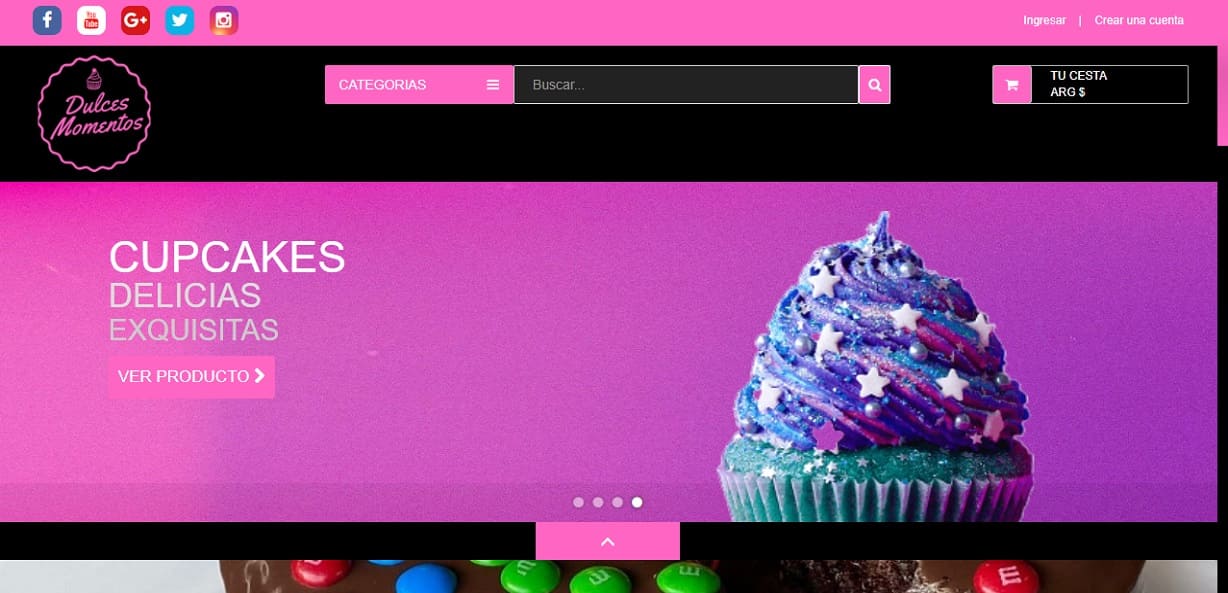 f
You
Tube
G+
Ingresar | Crear una cuenta
Dulces
Momentos
CATEGORIAS
Buscar...
TU CESTA
ARG $
CUPCAKES
DELICIAS
EXQUISITAS
VER PRODUCTO
m
m
m
m